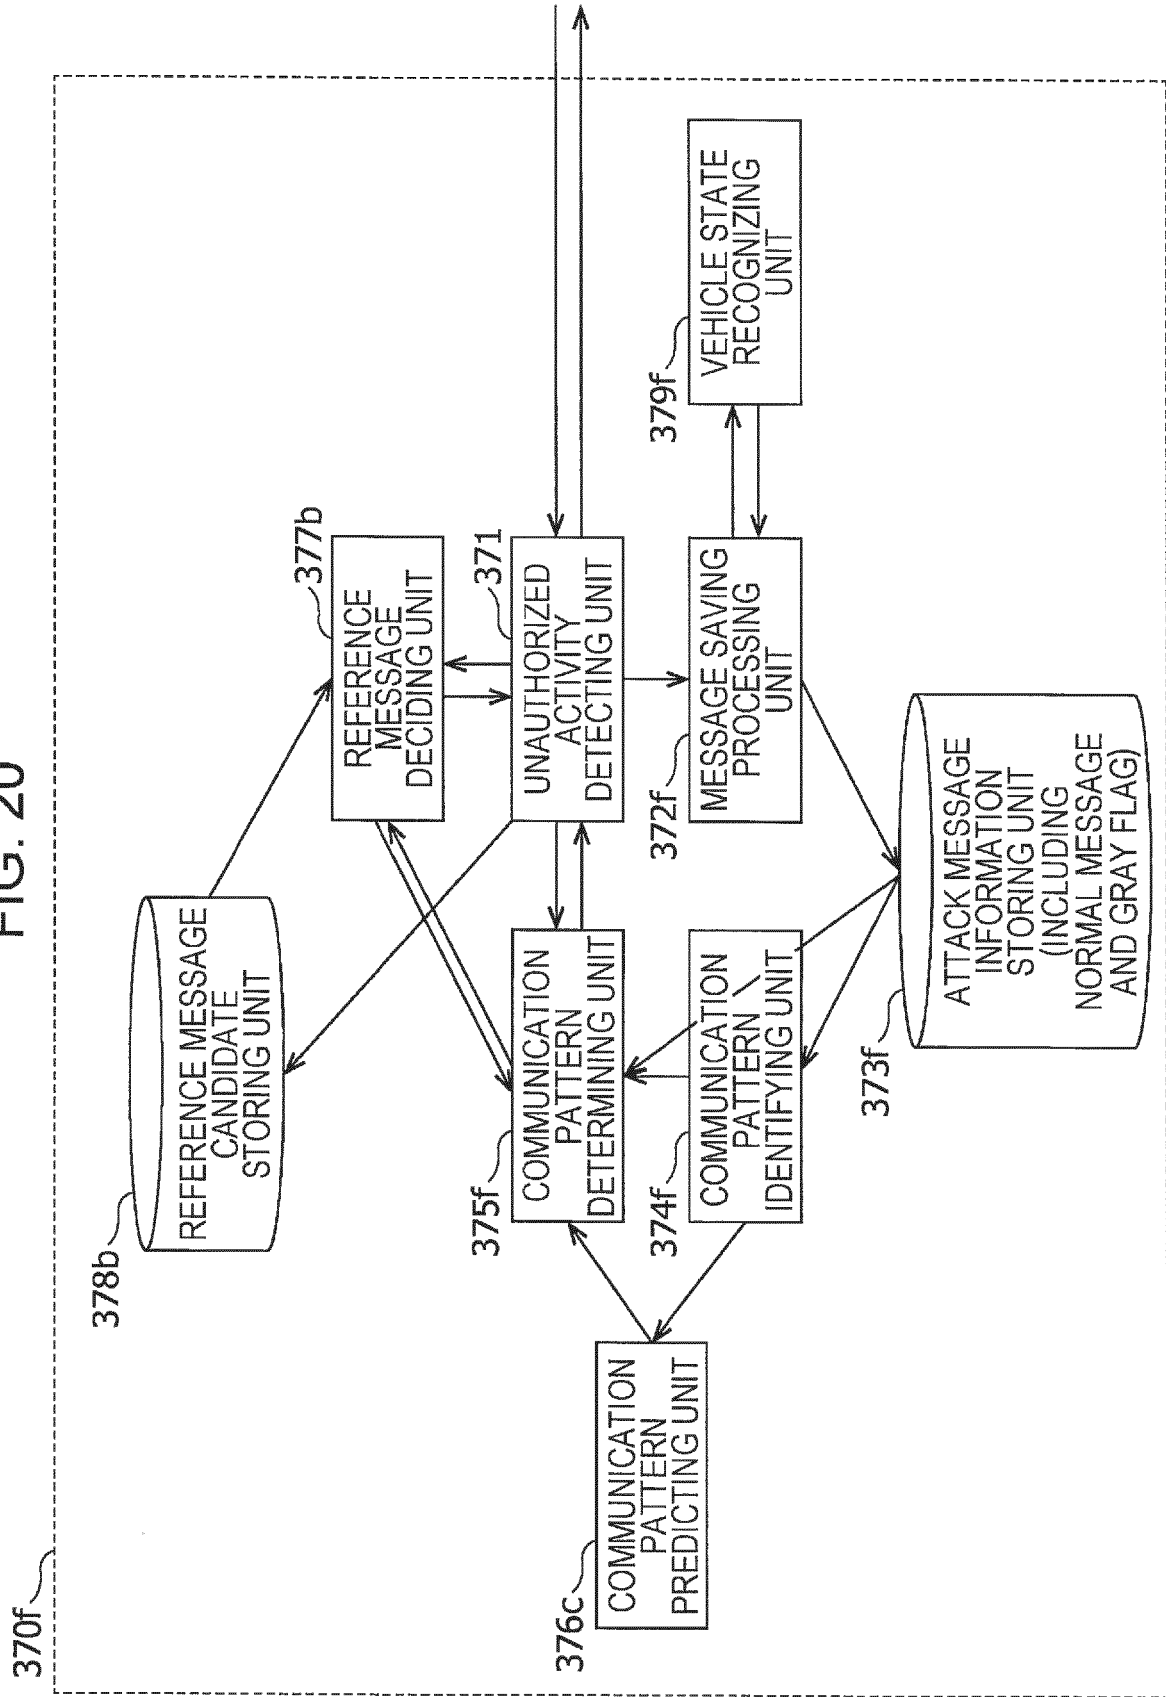 FIG. 20
370f
378b
REFERENCE MESSAGE
CANDIDATE
STORING UNIT
377b
REFERENCE
MESSAGE
DECIDING UNIT
376c
COMMUNICATION
PATTERN
PREDICTING UNIT
375f
COMMUNICATION
PATTERN
DETERMINING UNIT
371
UNAUTHORIZED
ACTIVITY
DETECTING UNIT
374f
COMMUNICATION
PATTERN
IDENTIFYING UNIT
372f
MESSAGE SAVING
PROCESSING
UNIT
379f
VEHICLE STATE
RECOGNIZING
UNIT
373f
ATTACK MESSAGE
INFORMATION
STORING UNIT
(INCLUDING
NORMAL MESSAGE
AND GRAY FLAG)